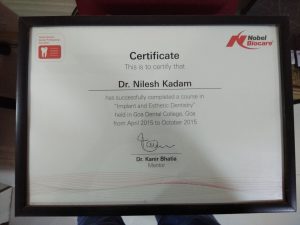 Nobel
Biocare
Certificate
This is to certify that
Dr. Nilesh Kadam
has successfully completed a course in
"Implant and Esthetic Dentistry"
held in Goa Dental College, Goa
from April 2015 to October 2015.
Dr. Kanir Bhatia
Mentor